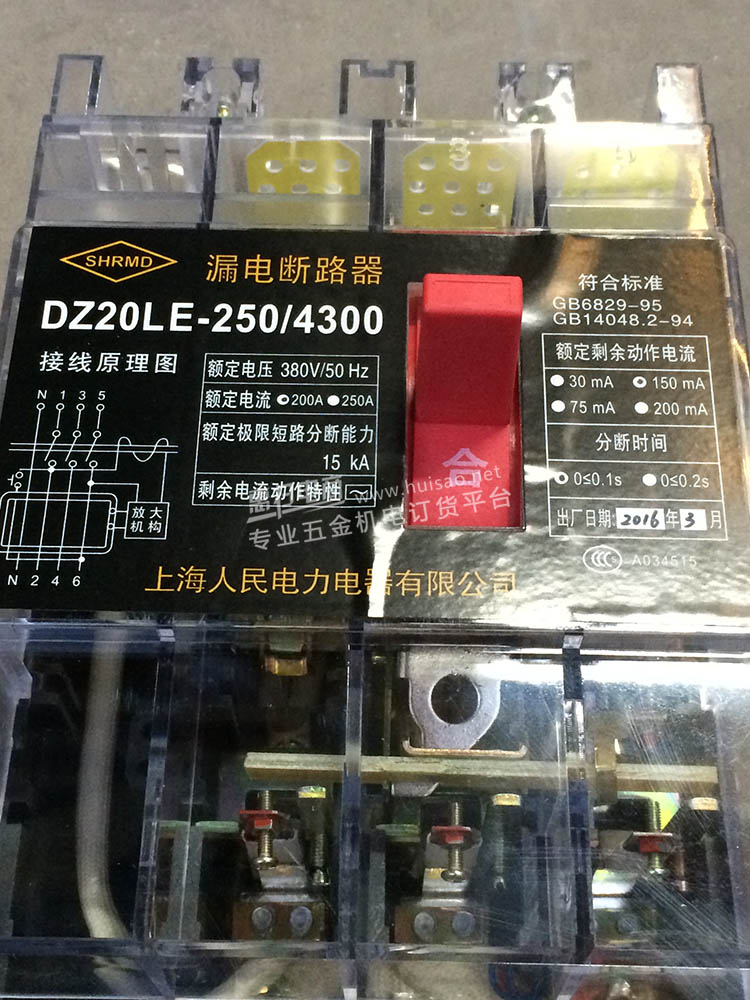 SHRMD
漏电断路器
DZ20LE-250/4300
接线原理图
N 1 3 5
放大
机构
N 2 4 6
额定电压 380V/50 Hz
额定电流 200A 250A
额定极限短路分断能力
15 kA
剩余电流动作特性
合
符合标准
GB6829-95
GB14048.2-94
额定剩余动作电流
30 mA 150 mA
75 mA 200 mA
分断时间
0≤0.1s 0≤0.2s
出厂日期: 2016 年 3 月
CCC A034515
上海人民电力电器有限公司
www.huisao.net
专业五金机电订货平台